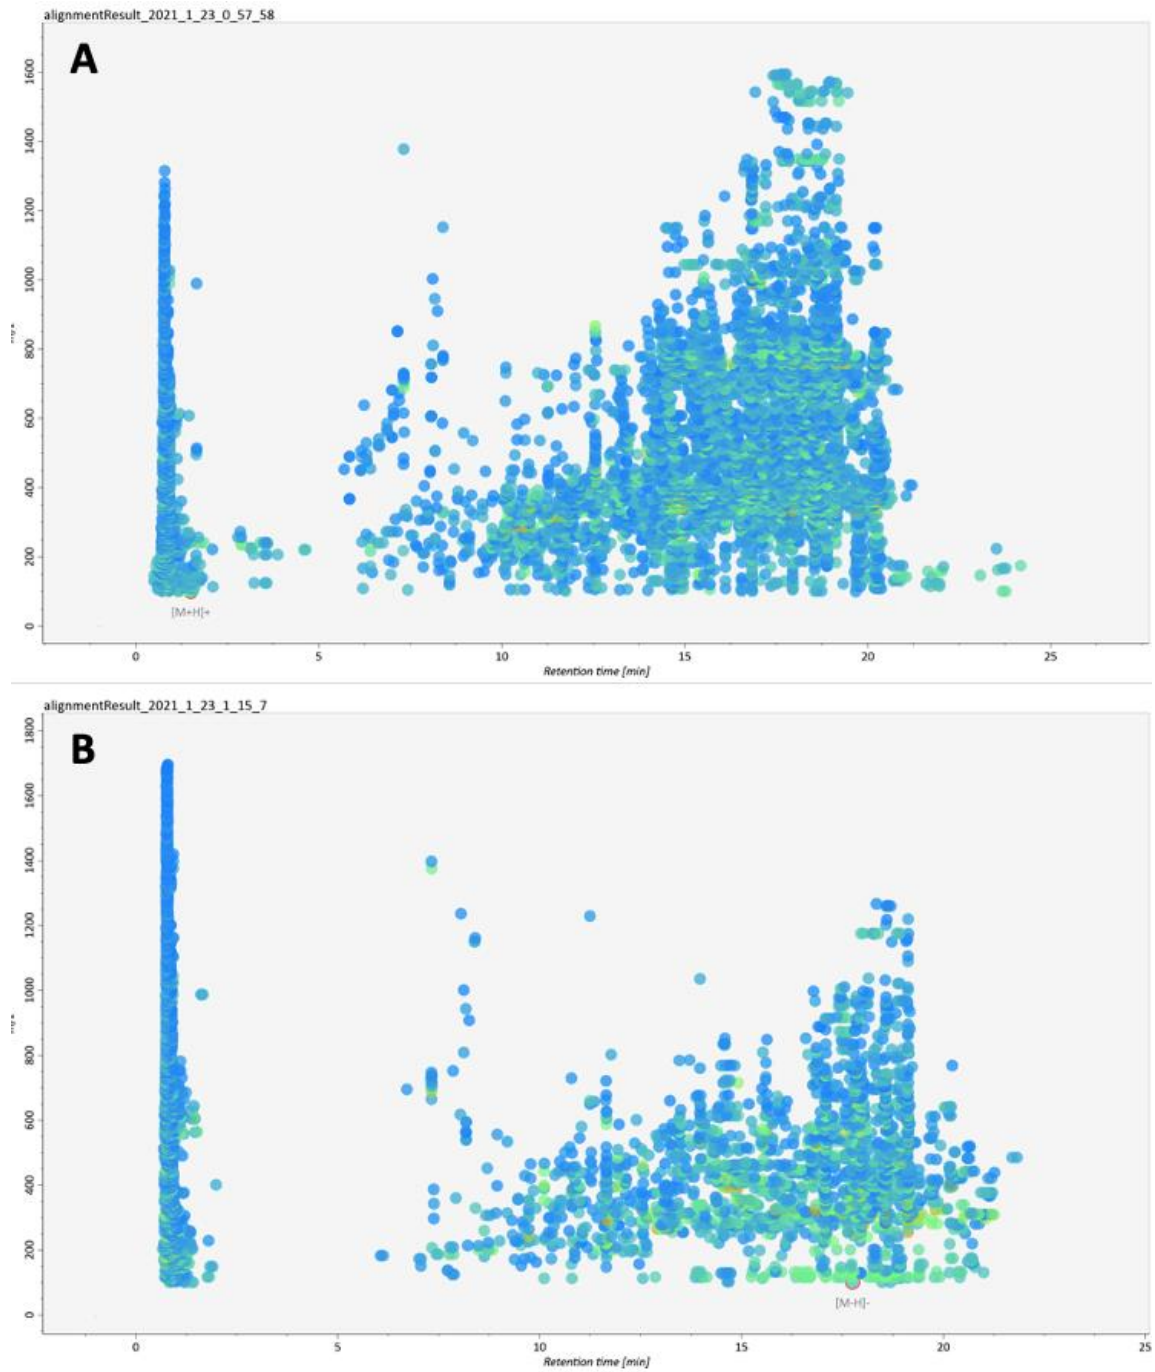 alignmentResult_2021_1_23_0_57_58
A
1600
1400
1200
1000
800
600
400
200
0
[M+H]+
0 5 10 15 20 25
Retention time [min]
alignmentResult_2021_1_23_1_15_7
B
1800
1600
1400
1200
1000
800
600
400
200
0
[M-H]-
0 5 10 15 20 25
Retention time [min]